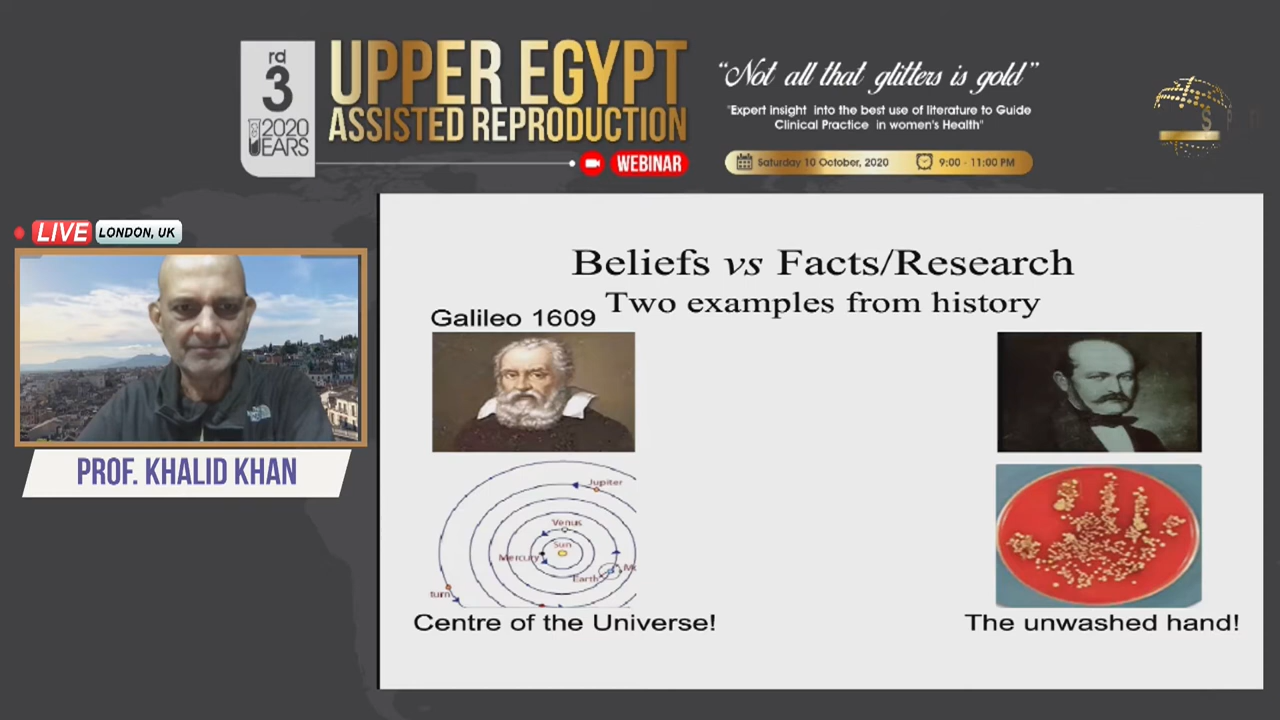 rd
3
2020
YEARS
UPPER EGYPT
ASSISTED REPRODUCTION
WEBINAR
“Not all that glitters is gold”
"Expert insight into the best use of literature to Guide
Clinical Practice in women's Health"
Saturday 10 October, 2020
9:00 - 11:00 PM
S
LIVE
LONDON, UK
PROF. KHALID KHAN
Beliefs vs Facts/Research
Two examples from history
Galileo 1609
Jupiter
Venus
Sun
Mercury
Earth
turn
Centre of the Universe!
The unwashed hand!